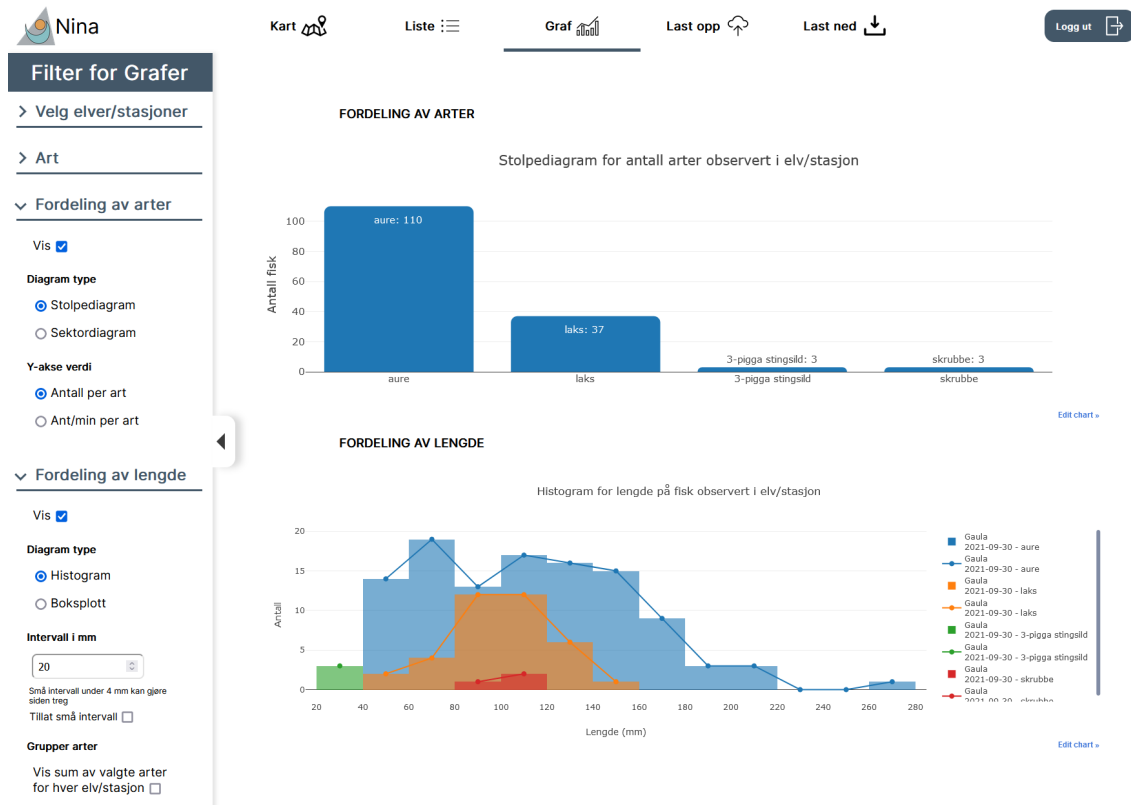 Nina
Kart
Liste
Graf
Last opp
Last ned
Logg ut
Filter for Grafer
Velg elver/stasjoner
Art
Fordeling av arter
Vis
Diagram type
Stolpediagram
Sektordiagram
Y-akse verdi
Antall per art
Ant/min per art
Fordeling av lengde
Vis
Diagram type
Histogram
Boksplott
Intervall i mm
20
Små intervall under 4 mm kan gjøre
siden treg
Tillat små intervall
Grupper arter
Vis sum av valgte arter
for hver elv/stasjon
FORDELING AV ARTER
Stolpediagram for antall arter observert i elv/stasjon
Antall fisk
100
80
60
40
20
0
aure: 110
laks: 37
3-pigga stingsild: 3
skrubbe: 3
aure
laks
3-pigga stingsild
skrubbe
Edit chart »
FORDELING AV LENGDE
Histogram for lengde på fisk observert i elv/stasjon
Antall
20
15
10
5
0
20 40 60 80 100 120 140 160 180 200 220 240 250 260 280
Lengde (mm)
Gaula
2021-09-30 - aure
Gaula
2021-09-30 - aure
Gaula
2021-09-30 - laks
Gaula
2021-09-30 - laks
Gaula
2021-09-30 - 3-pigga stingsild
Gaula
2021-09-30 - 3-pigga stingsild
Gaula
2021-09-30 - skrubbe
Gaula
2021-09-30 - skrubbe
Edit chart »